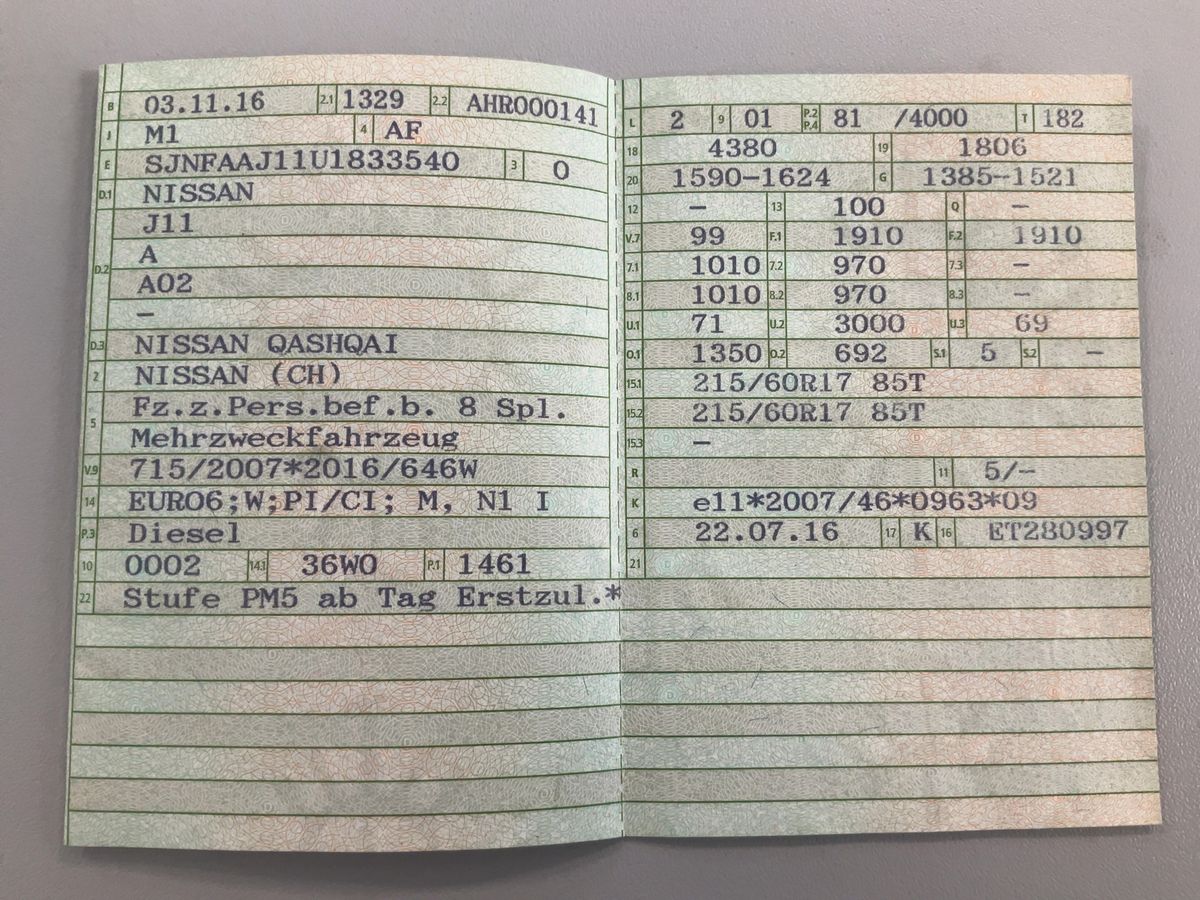 B 03.11.16 2.1 1329 2.2 AHR000141
J M1 4 AF
E SJNFAAJ11U1833540 3 0
D.1 NISSAN
J11
A
D.2 A02
–
D.3 NISSAN QASHQAI
2 NISSAN (CH)
5 Fz.z.Pers.bef.b. 8 Spl.
Mehrzweckfahrzeug
V.9 715/2007*2016/646W
14 EURO6;W;PI/CI; M, N1 I
P.3 Diesel
10 0002 14.1 36W0 P.1 1461
22 Stufe PM5 ab Tag Erstzul.*
L 2 9 01 P.2 P.4 81 /4000 T 182
18 4380 19 1806
20 1590-1624 G 1385-1521
12 – 13 100 Q –
V.7 99 F.1 1910 F.2 1910
7.1 1010 7.2 970 7.3 –
8.1 1010 8.2 970 8.3 –
U.1 71 U.2 3000 U.3 69
O.1 1350 O.2 692 S.1 5 S.2 –
15.1 215/60R17 85T
15.2 215/60R17 85T
15.3 –
R 11 5/-
K e11*2007/46*0963*09
6 22.07.16 17 K 16 ET280997
21